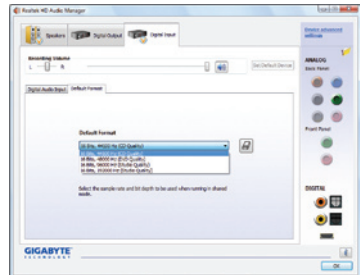 Realtek HD Audio Manager
Speakers
Digital Output
Digital Input
Device advanced settings
Recording Volume
L
R
Set Default Device
ANALOG
Back Panel
Digital Audio Input
Default Format
Default Format
16 Bits, 44100 Hz (CD Quality)
16 Bits, 44100 Hz (CD Quality)
16 Bits, 48000 Hz (DVD Quality)
16 Bits, 96000 Hz (Studio Quality)
16 Bits, 192000 Hz (Studio Quality)
Front Panel
Select the sample rate and bit depth to be used when running in shared
mode.
DIGITAL
GIGABYTE
TECHNOLOGY
OK